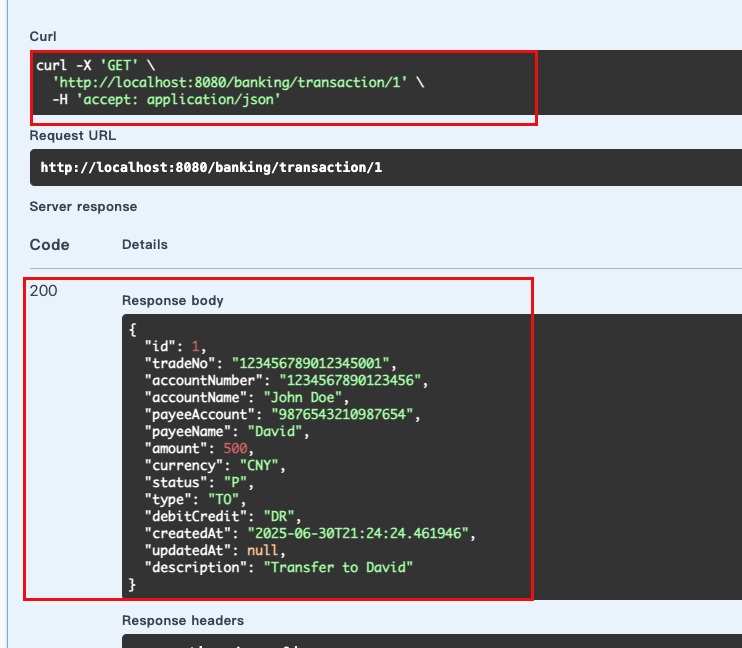 Curl
curl -X 'GET' \
'http://localhost:8080/banking/transaction/1' \
-H 'accept: application/json'
Request URL
http://localhost:8080/banking/transaction/1
Server response
Code Details
200
Response body
{
"id": 1,
"tradeNo": "123456789012345001",
"accountNumber": "1234567890123456",
"accountName": "John Doe",
"payeeAccount": "9876543210987654",
"payeeName": "David",
"amount": 500,
"currency": "CNY",
"status": "P",
"type": "TO",
"debitCredit": "DR",
"createdAt": "2025-06-30T21:24:24.461946",
"updatedAt": null,
"description": "Transfer to David"
}
Response headers